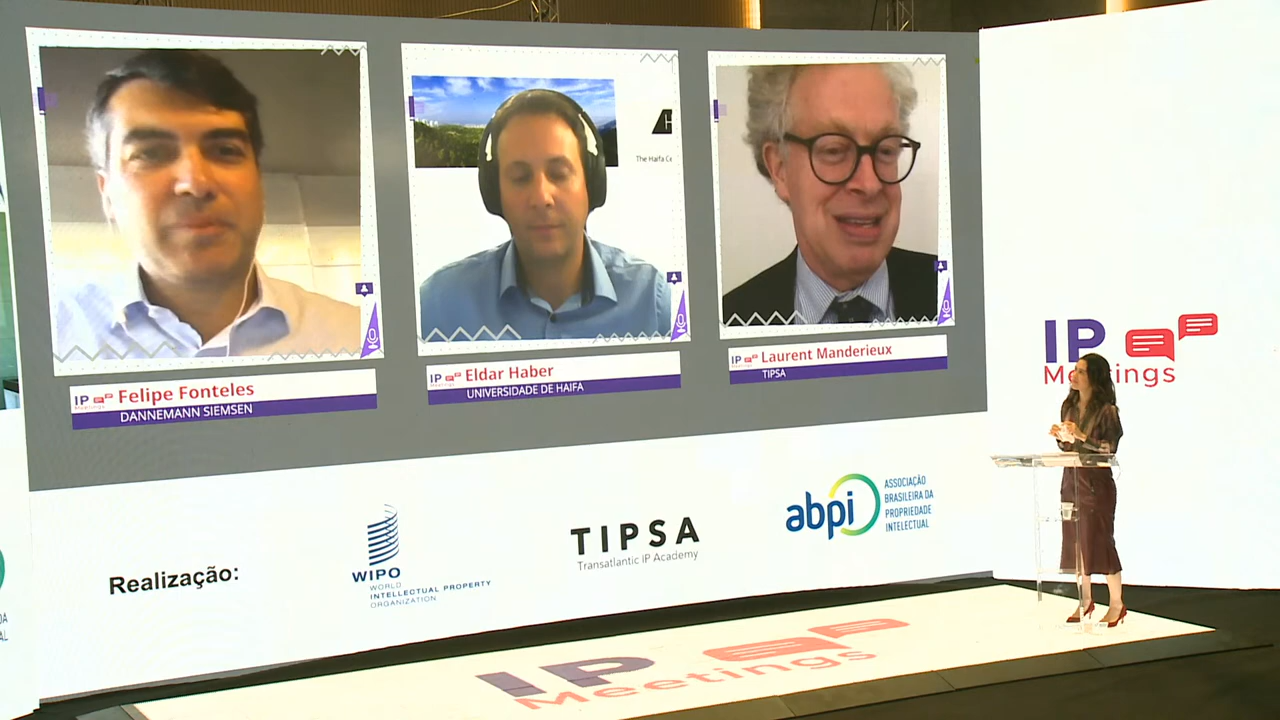 H
The Haifa Ce
IP
Meetings
Felipe Fonteles
DANNEMANN SIEMSEN
IP
Meetings
Eldar Haber
UNIVERSIDADE DE HAIFA
IP
Meetings
Laurent Manderieux
TIPSA
IP
Meetings
Realização:
WIPO
WORLD
INTELLECTUAL PROPERTY
ORGANIZATION
TIPSA
Transatlantic IP Academy
abpi
ASSOCIAÇÃO
BRASILEIRA DA
PROPRIEDADE
INTELECTUAL
IP
Meetings